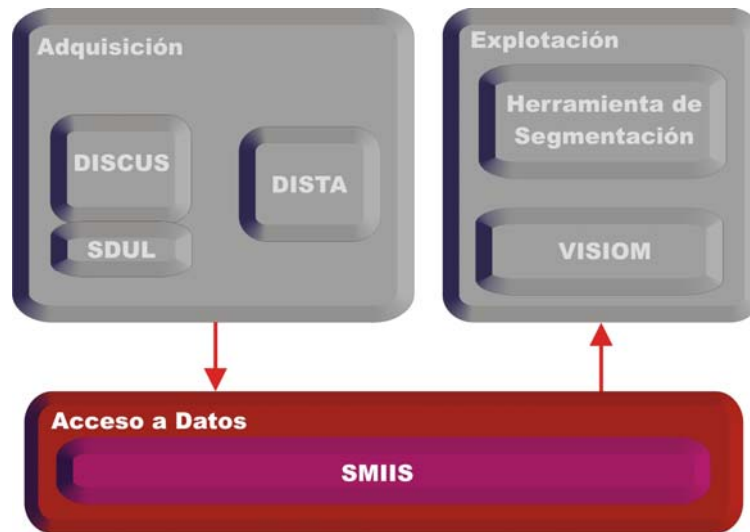 Adquisición
DISCUS
SDUL
DISTA
Explotación
Herramienta de
Segmentación
VISIOM
Acceso a Datos
SMIIS